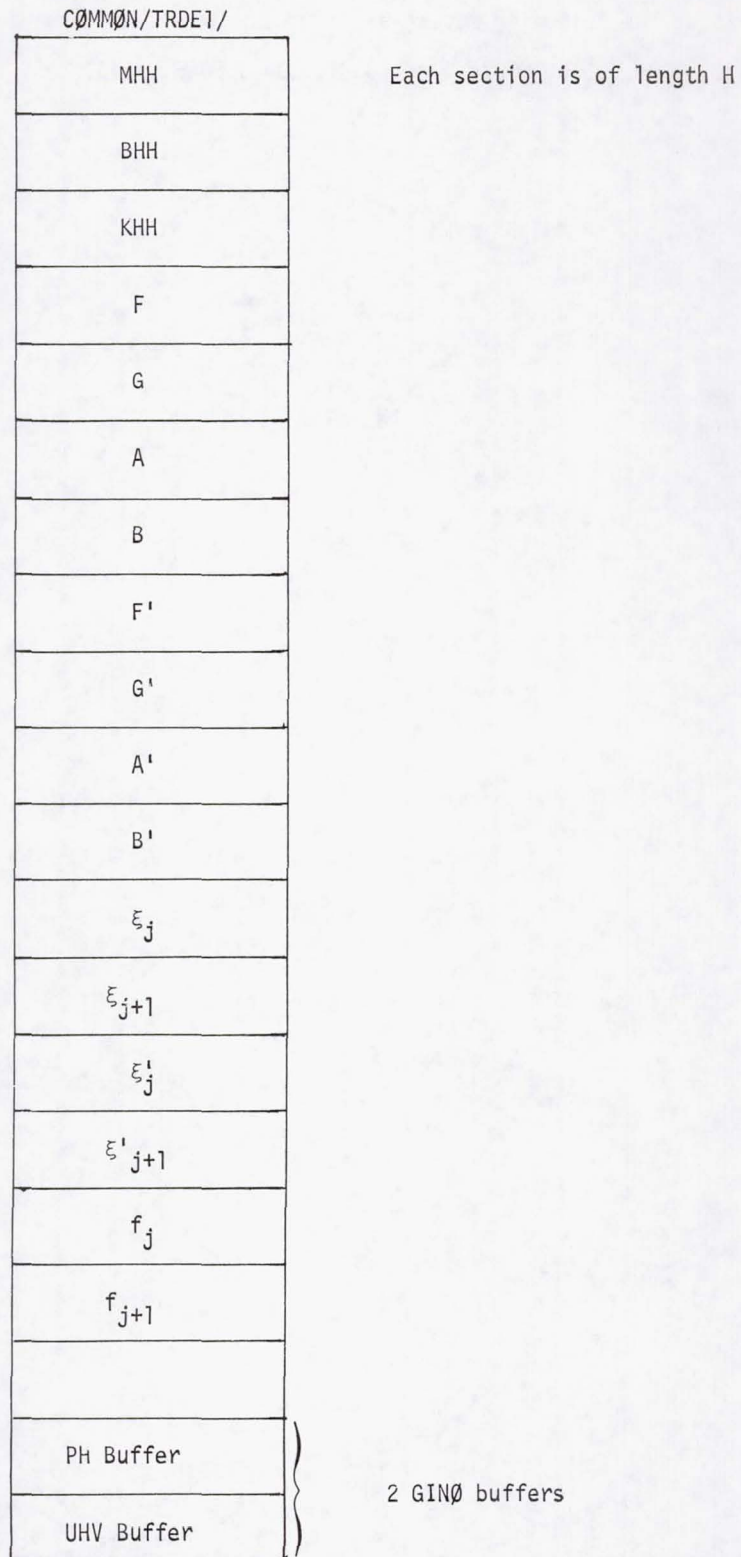 CØMMØN/TRDE1/
MHH
Each section is of length H
BHH
KHH
F
G
A
B
F'
G'
A'
B'
ξj
ξj+1
ξ'j
ξ'j+1
fj
fj+1
PH Buffer
2 GINØ buffers
UHV Buffer